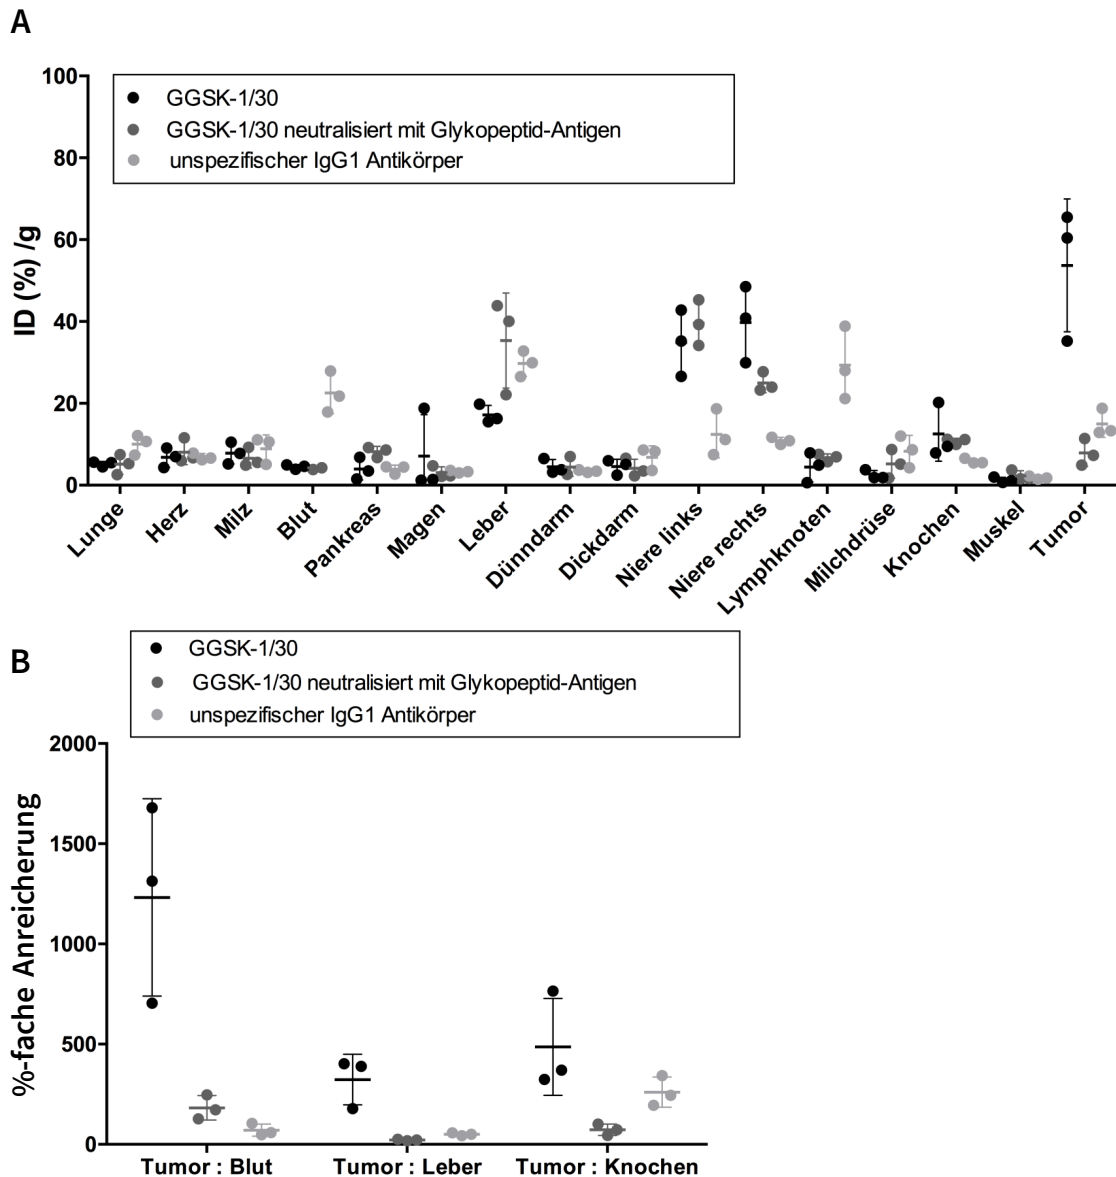 A
100
80
60
40
20
0
ID (%) /g
GGSK-1/30
GGSK-1/30 neutralisiert mit Glykopeptid-Antigen
unspezifischer IgG1 Antikörper
Lunge
Herz
Milz
Blut
Pankreas
Magen
Leber
Dünndarm
Dickdarm
Niere links
Niere rechts
Lymphknoten
Milchdrüse
Knochen
Muskel
Tumor
B
GGSK-1/30
GGSK-1/30 neutralisiert mit Glykopeptid-Antigen
unspezifischer IgG1 Antikörper
2000
1500
1000
500
0
%-fache Anreicherung
Tumor : Blut
Tumor : Leber
Tumor : Knochen